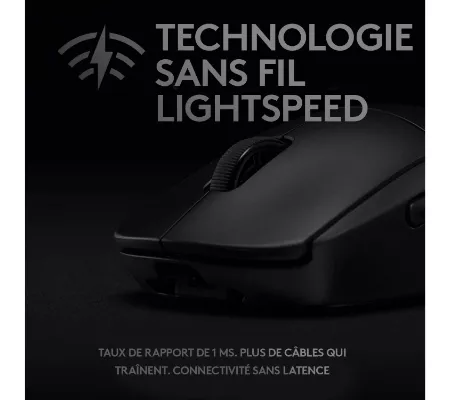 TECHNOLOGIE
SANS FIL
LIGHTSPEED
TAUX DE RAPPORT DE 1 MS. PLUS DE CÂBLES QUI
TRAÎNENT. CONNECTIVITÉ SANS LATENCE